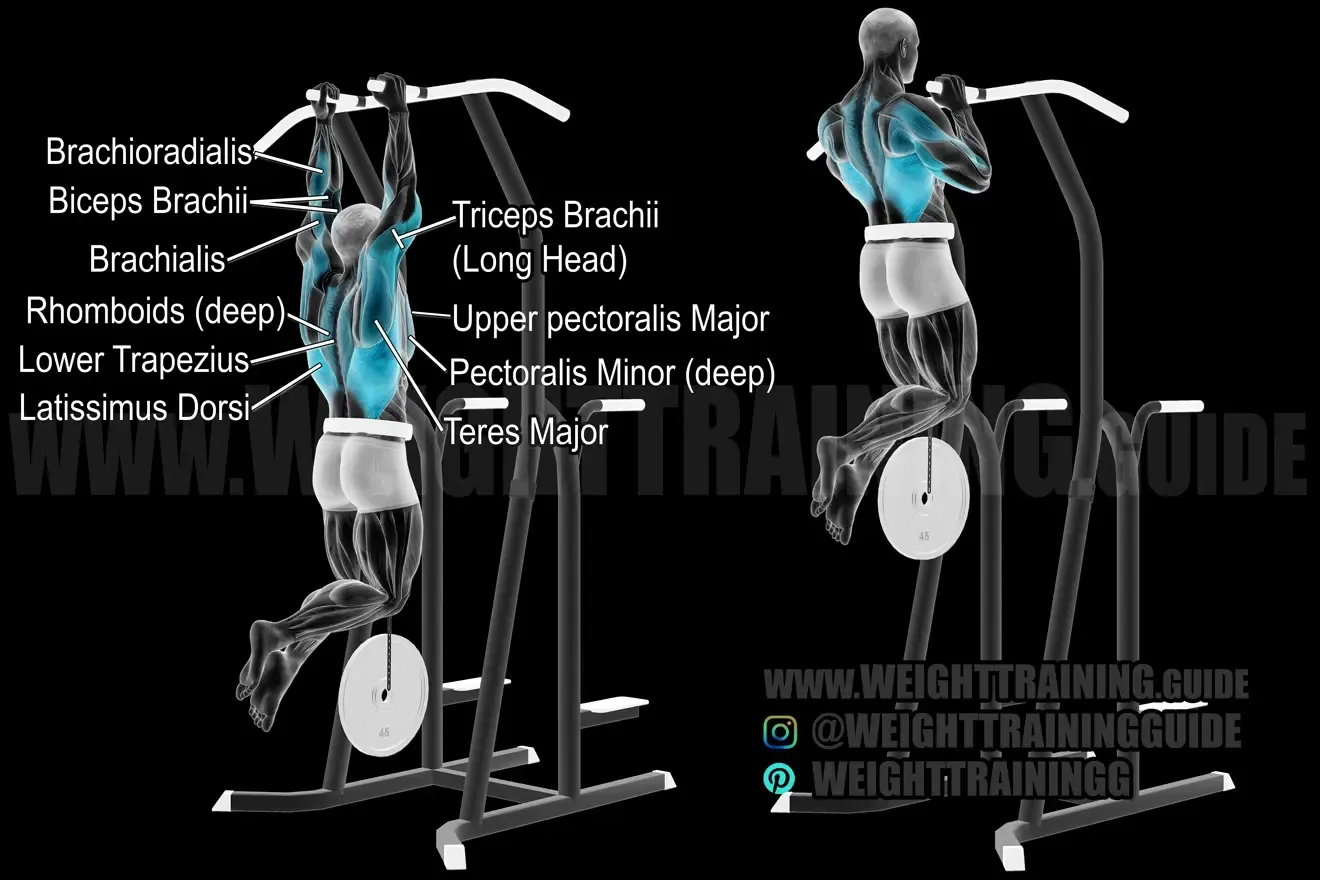 Brachioradialis
Biceps Brachii
Brachialis
Rhomboids (deep)
Lower Trapezius
Latissimus Dorsi
Triceps Brachii
(Long Head)
Upper pectoralis Major
Pectoralis Minor (deep)
Teres Major
WWW.WEIGHTTRAINING.GUIDE
45
45
WWW.WEIGHTTRAINING.GUIDE
@WEIGHTTRAININGGUIDE
WEIGHTTRAININGG